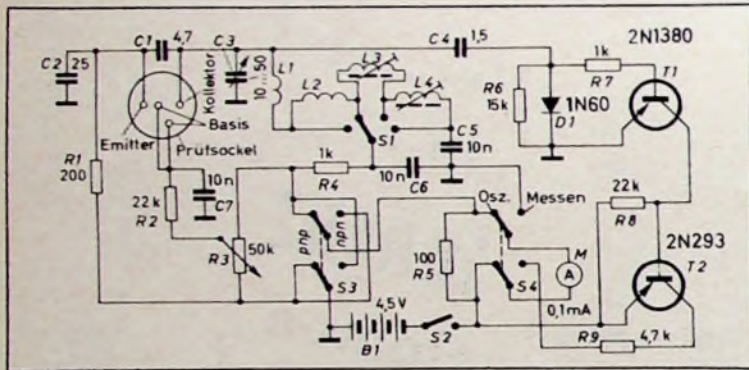 C2 25
C1 4,7
C3
10...50
L1
L2
L3
L4
C4 1,5
2N1380
1k
R7
T1
R6
15k
1N60
D1
Kollektor
Basis
Emitter
Prüfsockel
S1
C5
10n
R1
200
1k
R4
10n
C6
10n
C7
22k
R2
R3
50k
pnp
npn
S3
Osz.
Messen
100
R5
S4
M
A
0,1mA
22k
R8
2N293
T2
4,5V
B1
S2
R9
4,7k